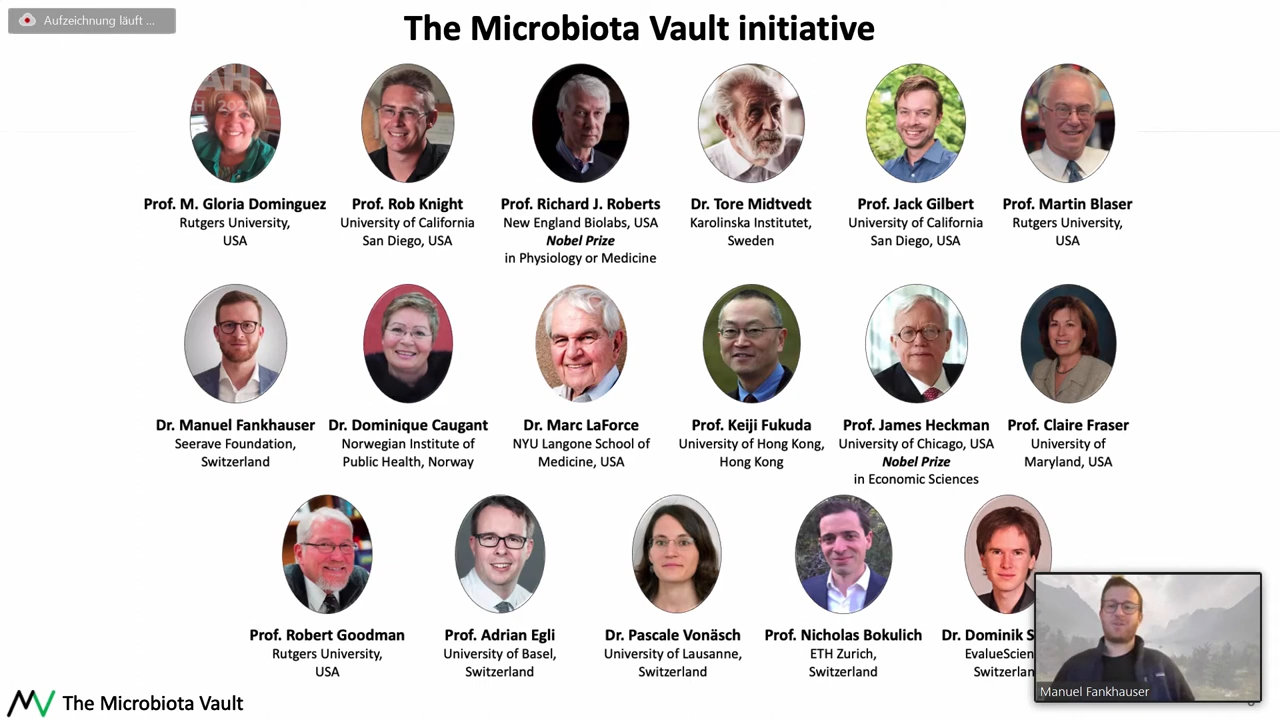 Aufzeichnung läuft ...
The Microbiota Vault initiative
Prof. M. Gloria Dominguez
Rutgers University,
USA
Prof. Rob Knight
University of California
San Diego, USA
Prof. Richard J. Roberts
New England Biolabs, USA
Nobel Prize
in Physiology or Medicine
Dr. Tore Midtvedt
Karolinska Institutet,
Sweden
Prof. Jack Gilbert
University of California
San Diego, USA
Prof. Martin Blaser
Rutgers University,
USA
Dr. Manuel Fankhauser
Seerave Foundation,
Switzerland
Dr. Dominique Caugant
Norwegian Institute of
Public Health, Norway
Dr. Marc LaForce
NYU Langone School of
Medicine, USA
Prof. Keiji Fukuda
University of Hong Kong,
Hong Kong
Prof. James Heckman
University of Chicago, USA
Nobel Prize
in Economic Sciences
Prof. Claire Fraser
University of
Maryland, USA
Prof. Robert Goodman
Rutgers University,
USA
Prof. Adrian Egli
University of Basel,
Switzerland
Dr. Pascale Vonäsch
University of Lausanne,
Switzerland
Prof. Nicholas Bokulich
ETH Zurich,
Switzerland
Dr. Dominik S
EvalueScien
Switzerlan
Manuel Fankhauser
The Microbiota Vault